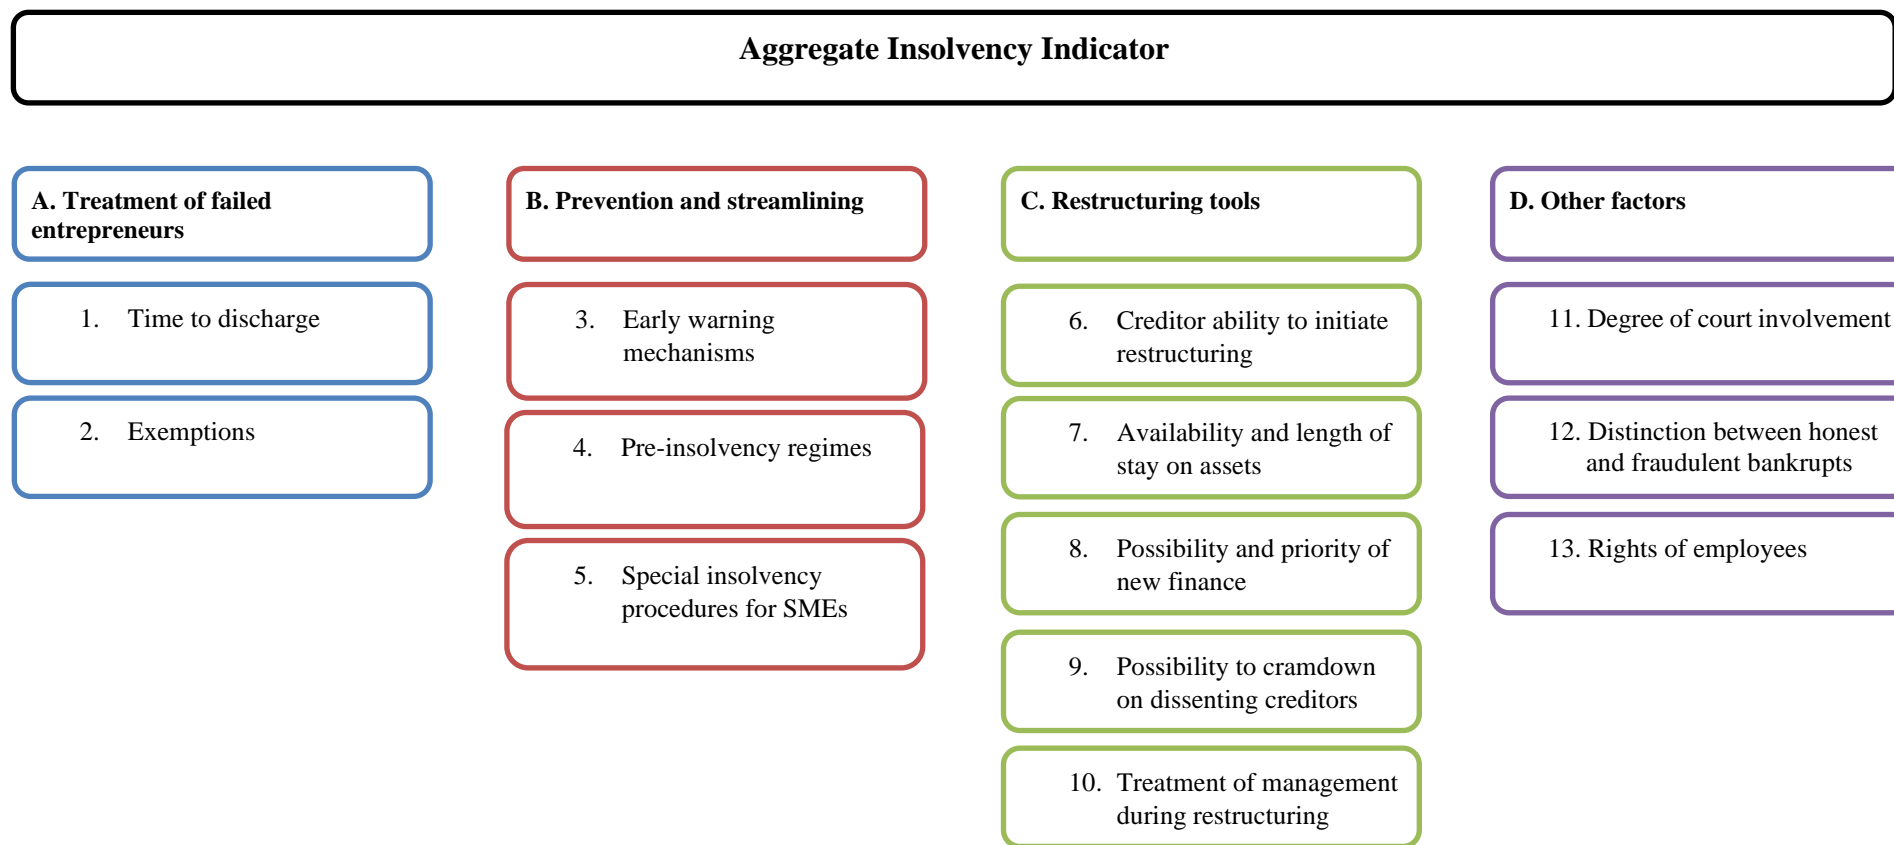 Aggregate Insolvency Indicator
A. Treatment of failed
entrepreneurs
1. Time to discharge
2. Exemptions
B. Prevention and streamlining
3. Early warning
mechanisms
4. Pre-insolvency regimes
5. Special insolvency
procedures for SMEs
C. Restructuring tools
6. Creditor ability to initiate
restructuring
7. Availability and length of
stay on assets
8. Possibility and priority of
new finance
9. Possibility to cramdown
on dissenting creditors
10. Treatment of management
during restructuring
D. Other factors
11. Degree of court involvement
12. Distinction between honest
and fraudulent bankrupts
13. Rights of employees